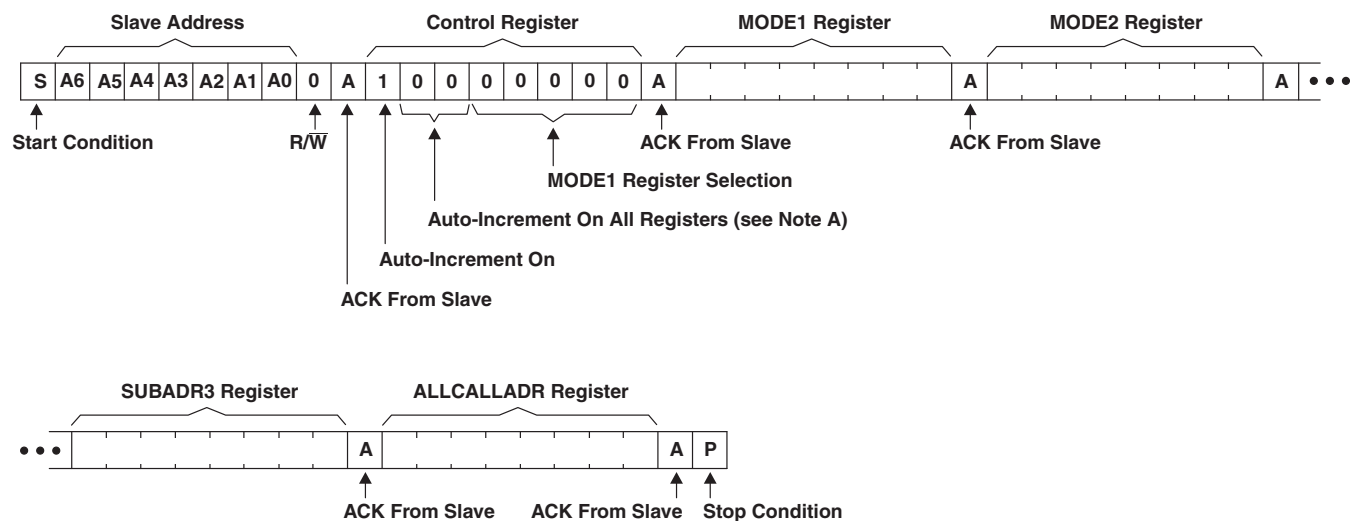 Slave Address Control Register MODE1 Register MODE2 Register
S A6 A5 A4 A3 A2 A1 A0 0 A 1 0 0 0 0 0 0 0 A A A •••
Start Condition R/W̅ ACK From Slave ACK From Slave
MODE1 Register Selection
Auto-Increment On All Registers (see Note A)
Auto-Increment On
ACK From Slave
SUBADR3 Register ALLCALLADR Register
••• A A P
ACK From Slave ACK From Slave Stop Condition